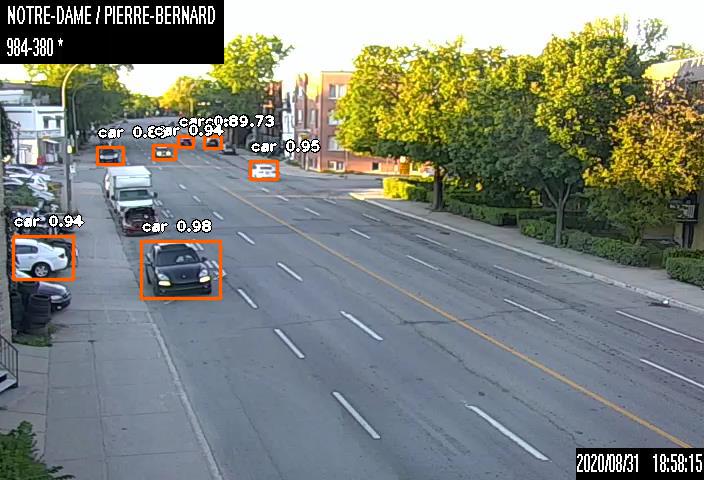 NOTRE-DAME / PIERRE-BERNARD
984-380 *
car 0.94
car 0.95
car 0.94
car 0.98
2020/08/31 18:58:15